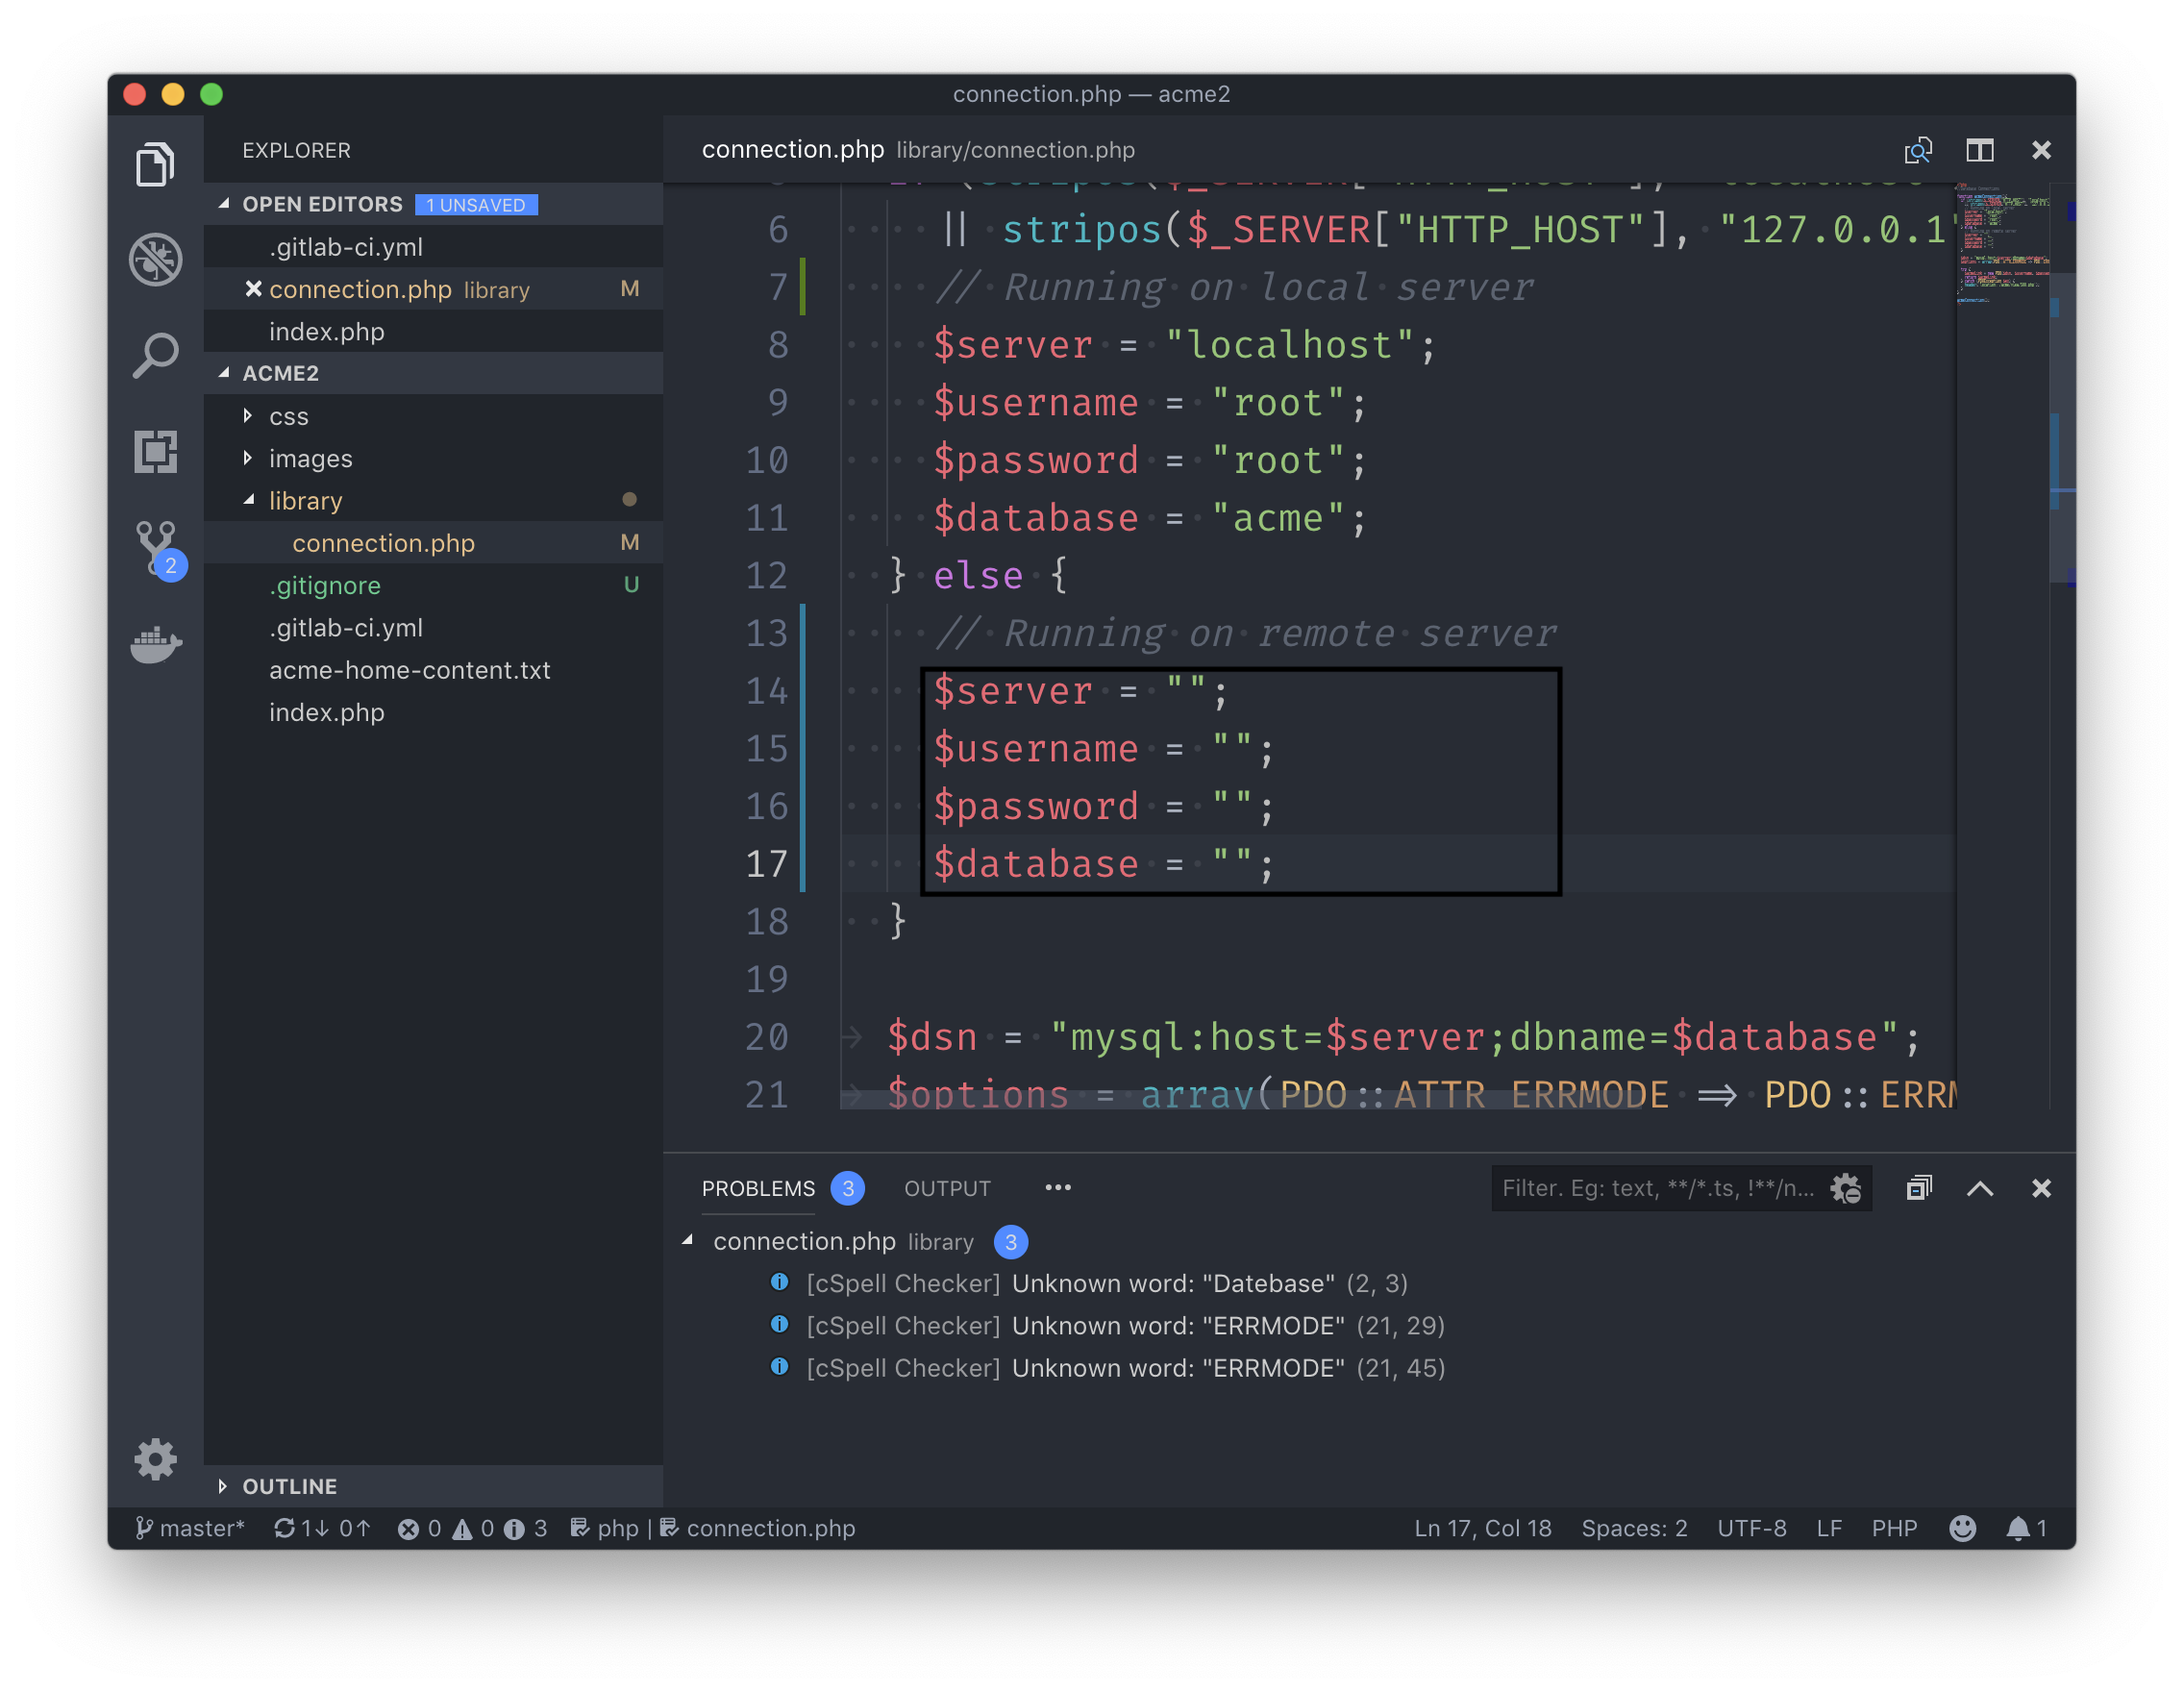 connection.php — acme2
EXPLORER
OPEN EDITORS 1 UNSAVED
.gitlab-ci.yml
connection.php library M
index.php
ACME2
css
images
library
connection.php M
.gitignore U
.gitlab-ci.yml
acme-home-content.txt
index.php
OUTLINE
2
connection.php library/connection.php
6 || stripos($_SERVER["HTTP_HOST"], "127.0.0.1"
7 // Running on local server
8 $server = "localhost";
9 $username = "root";
10 $password = "root";
11 $database = "acme";
12 } else {
13 // Running on remote server
14 $server = "";
15 $username = "";
16 $password = "";
17 $database = "";
18 }
19
20 $dsn = "mysql:host=$server;dbname=$database";
21 $options = array(PDO::ATTR_ERRMODE => PDO::ERRM
PROBLEMS 3 OUTPUT ··· Filter. Eg: text, **/*.ts, !**/n...
connection.php library 3
[cSpell Checker] Unknown word: "Datebase" (2, 3)
[cSpell Checker] Unknown word: "ERRMODE" (21, 29)
[cSpell Checker] Unknown word: "ERRMODE" (21, 45)
master* 1↓ 0↑ 0 0 3 php | connection.php Ln 17, Col 18 Spaces: 2 UTF-8 LF PHP 1